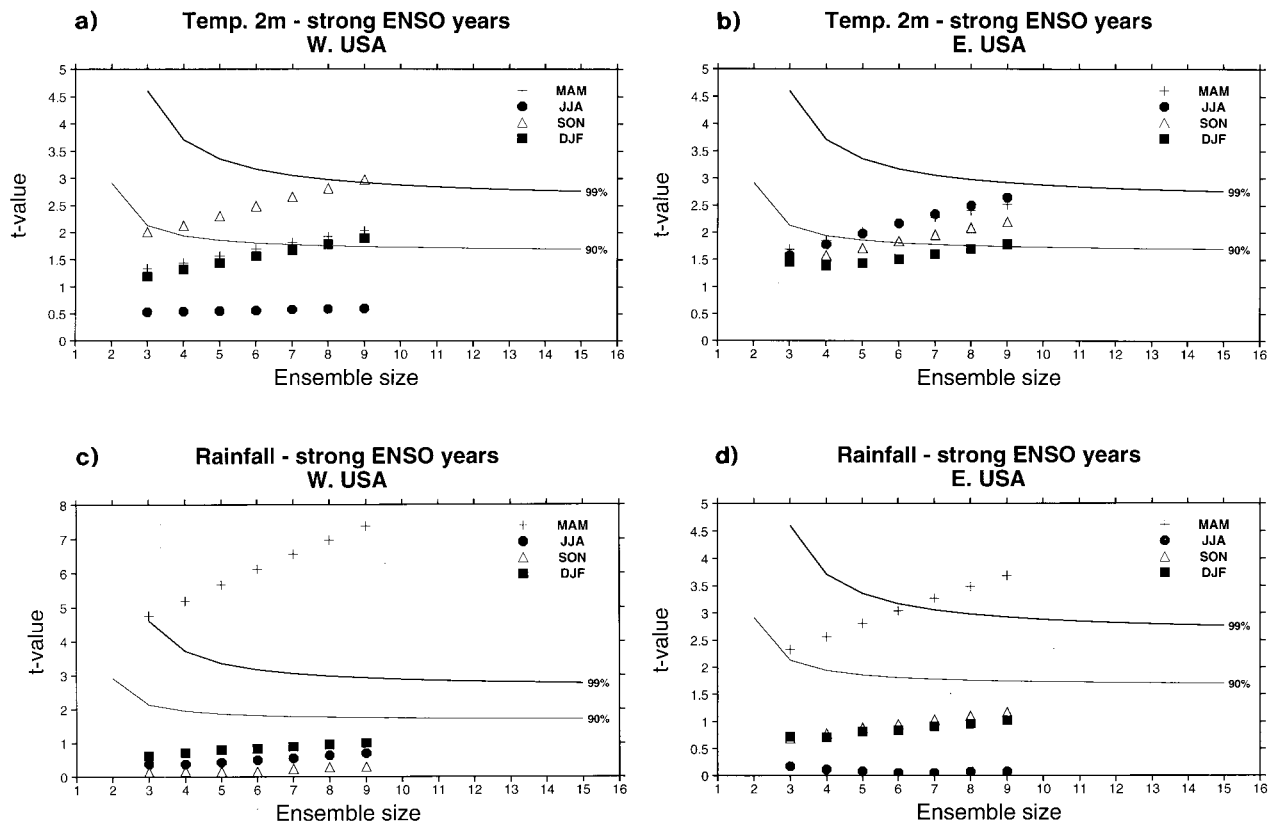 a) Temp. 2m - strong ENSO years
W. USA
t-value
5
4.5
4
3.5
3
2.5
2
1.5
1
0.5
0
MAM
JJA
SON
DJF
99%
90%
1 2 3 4 5 6 7 8 9 10 11 12 13 14 15 16
Ensemble size
b) Temp. 2m - strong ENSO years
E. USA
t-value
5
4.5
4
3.5
3
2.5
2
1.5
1
0.5
0
MAM
JJA
SON
DJF
99%
90%
1 2 3 4 5 6 7 8 9 10 11 12 13 14 15 16
Ensemble size
c) Rainfall - strong ENSO years
W. USA
t-value
8
7
6
5
4
3
2
1
0
MAM
JJA
SON
DJF
99%
90%
1 2 3 4 5 6 7 8 9 10 11 12 13 14 15 16
Ensemble size
d) Rainfall - strong ENSO years
E. USA
t-value
5
4.5
4
3.5
3
2.5
2
1.5
1
0.5
0
MAM
JJA
SON
DJF
99%
90%
1 2 3 4 5 6 7 8 9 10 11 12 13 14 15 16
Ensemble size